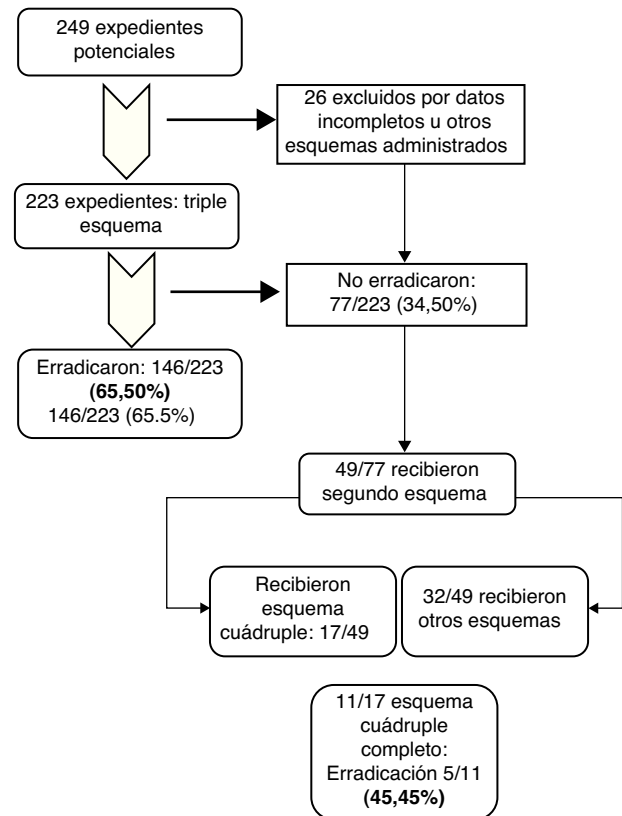 249 expedientes
potenciales
26 excluidos por datos
incompletos u otros
esquemas administrados
223 expedientes: triple
esquema
No erradicaron:
77/223 (34,50%)
Erradicaron: 146/223
(65,50%)
146/223 (65.5%)
49/77 recibieron
segundo esquema
Recibieron
esquema
cuádruple: 17/49
32/49 recibieron
otros esquemas
11/17 esquema
cuádruple
completo:
Erradicación 5/11
(45,45%)